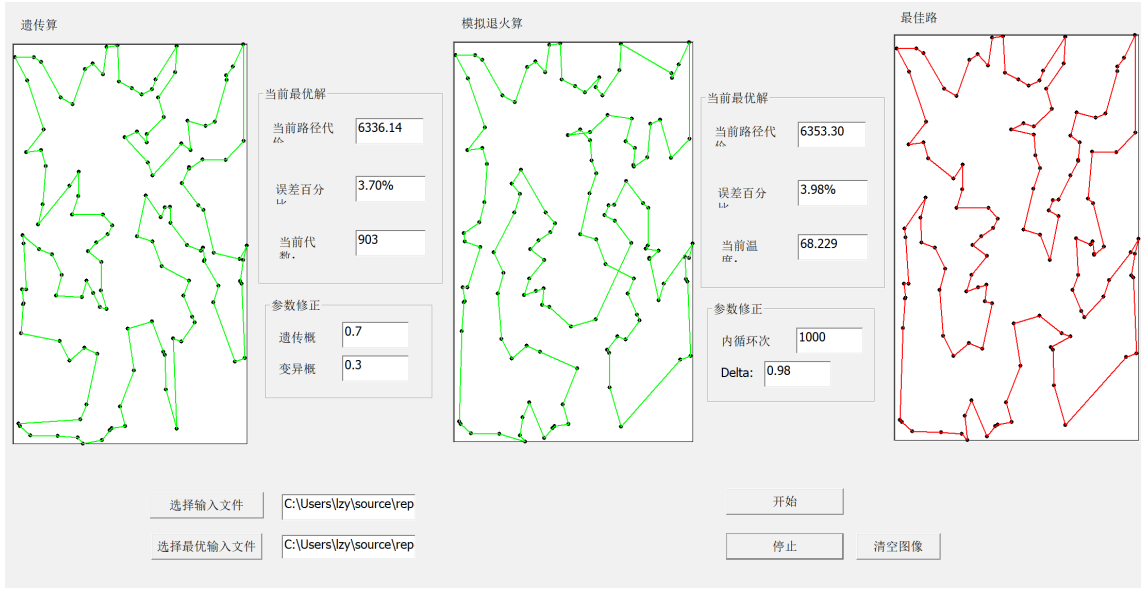 遗传算
模拟退火算
最佳路
当前最优解
当前路径代
6336.14
误差百分
3.70%
当前代
数:
903
参数修正
遗传概
0.7
变异概
0.3
当前最优解
当前路径代
6353.30
误差百分
3.98%
当前温
度:
68.229
参数修正
内循环次
1000
Delta:
0.98
选择输入文件
C:\Users\lzy\source\rep
选择最优输入文件
C:\Users\lzy\source\rep
开始
停止
清空图像